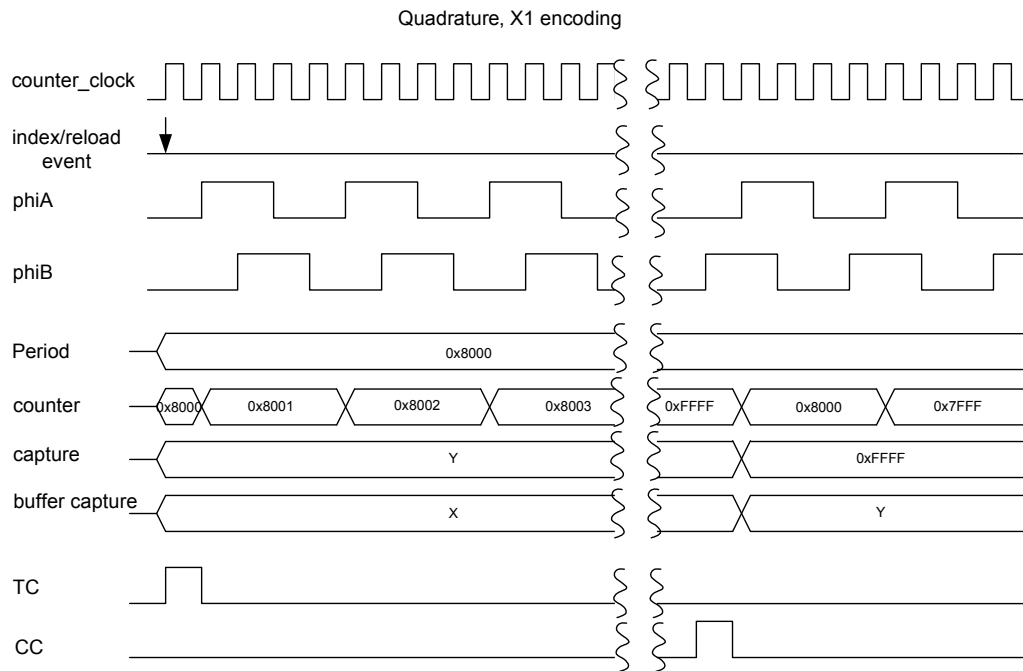 Quadrature, X1 encoding
counter_clock
index/reload
event
phiA
phiB
Period
0x8000
counter
0x8000
0x8001
0x8002
0x8003
0xFFFF
0x8000
0x7FFF
capture
Y
0xFFFF
buffer capture
X
Y
TC
CC